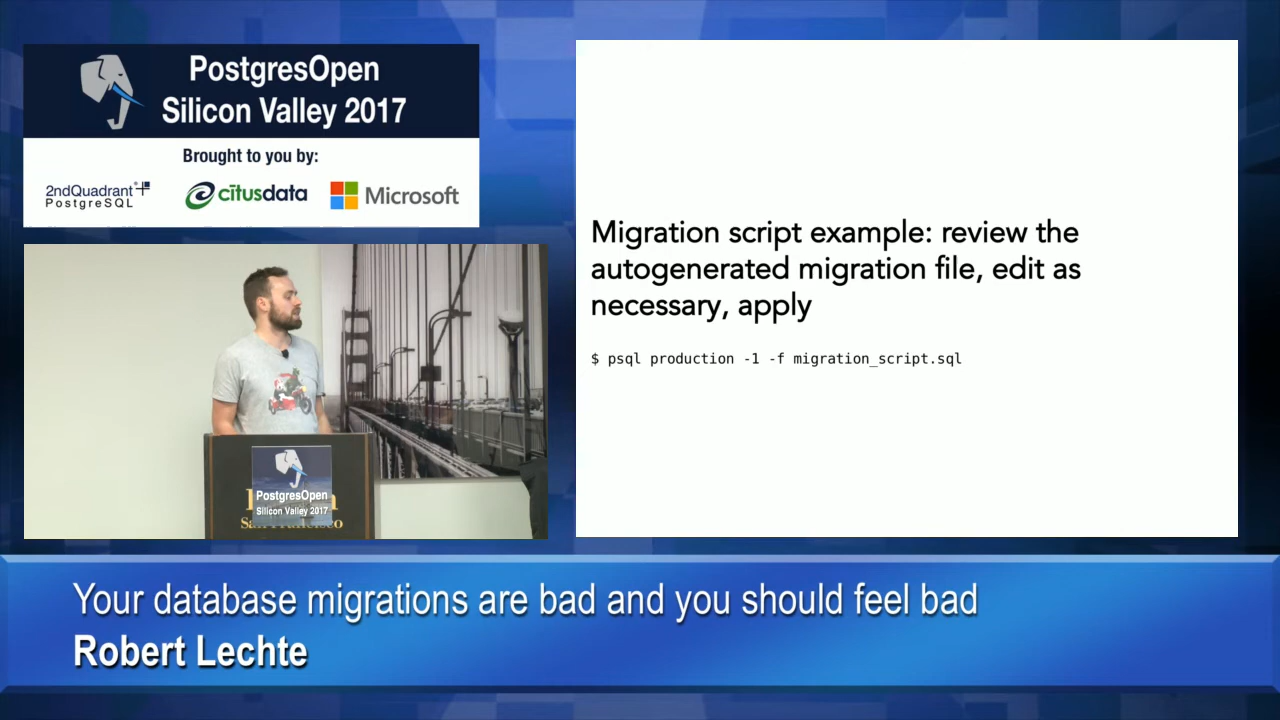 PostgresOpen
Silicon Valley 2017
Brought to you by:
2ndQuadrant
PostgreSQL
citusdata
Microsoft
Migration script example: review the
autogenerated migration file, edit as
necessary, apply
$ psql production -1 -f migration_script.sql
PostgresOpen
Silicon Valley 2017
Your database migrations are bad and you should feel bad
Robert Lechte